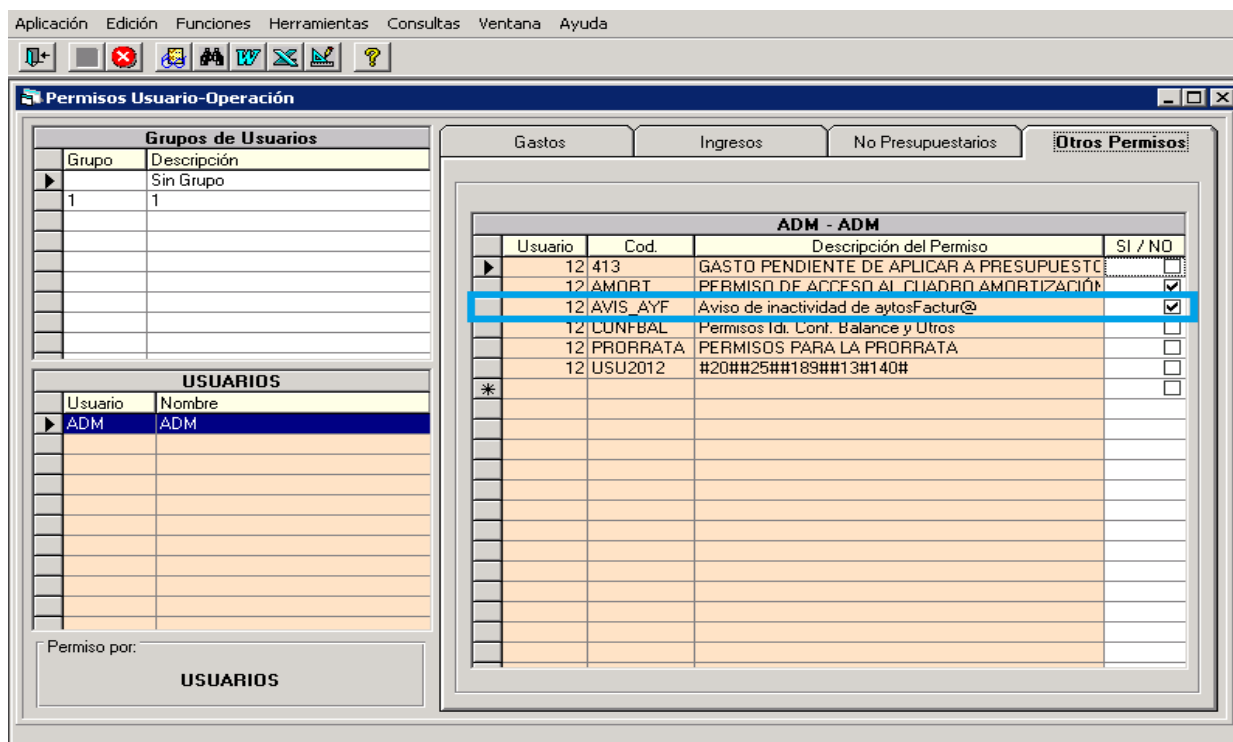 Aplicación Edición Funciones Herramientas Consultas Ventana Ayuda
W X ?
Permisos Usuario-Operación
Grupos de Usuarios
Grupo Descripción
Sin Grupo
1 1
USUARIOS
Usuario Nombre
ADM ADM
Permiso por:
USUARIOS
Gastos Ingresos No Presupuestarios Otros Permisos
ADM - ADM
Usuario Cod. Descripción del Permiso SI / NO
12 413 GASTO PENDIENTE DE APLICAR A PRESUPUESTO
12 AMORT PERMISO DE ACCESO AL CUADRO AMORTIZACIÓN
12 AVIS_AYF Aviso de inactividad de aytosFactur@
12 CONFBAL Permisos Idi. Conf. Balance y Otros
12 PRORRATA PERMISOS PARA LA PRORRATA
12 USU2012 #20##25##189##13#140#